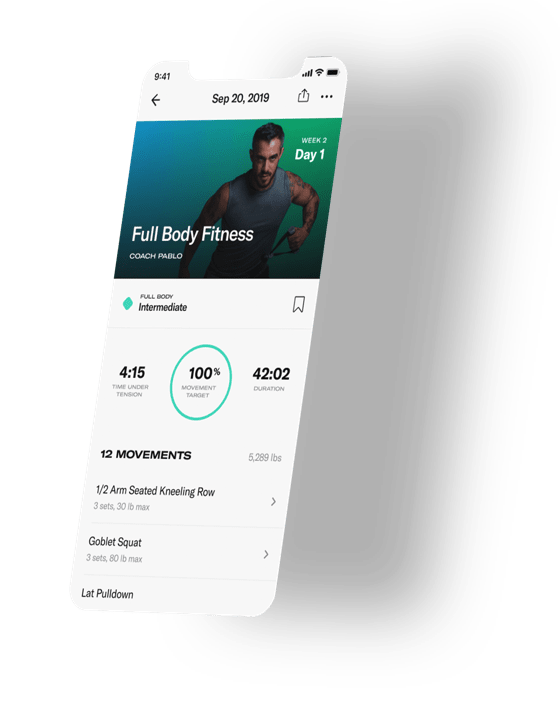 9:41
Sep 20, 2019
WEEK 2
Day 1
Full Body Fitness
COACH PABLO
FULL BODY
Intermediate
4:15
TIME UNDER
TENSION
100%
MOVEMENT
TARGET
42:02
DURATION
12 MOVEMENTS
5,289 lbs
1/2 Arm Seated Kneeling Row
3 sets, 30 lb max
Goblet Squat
3 sets, 80 lb max
Lat Pulldown